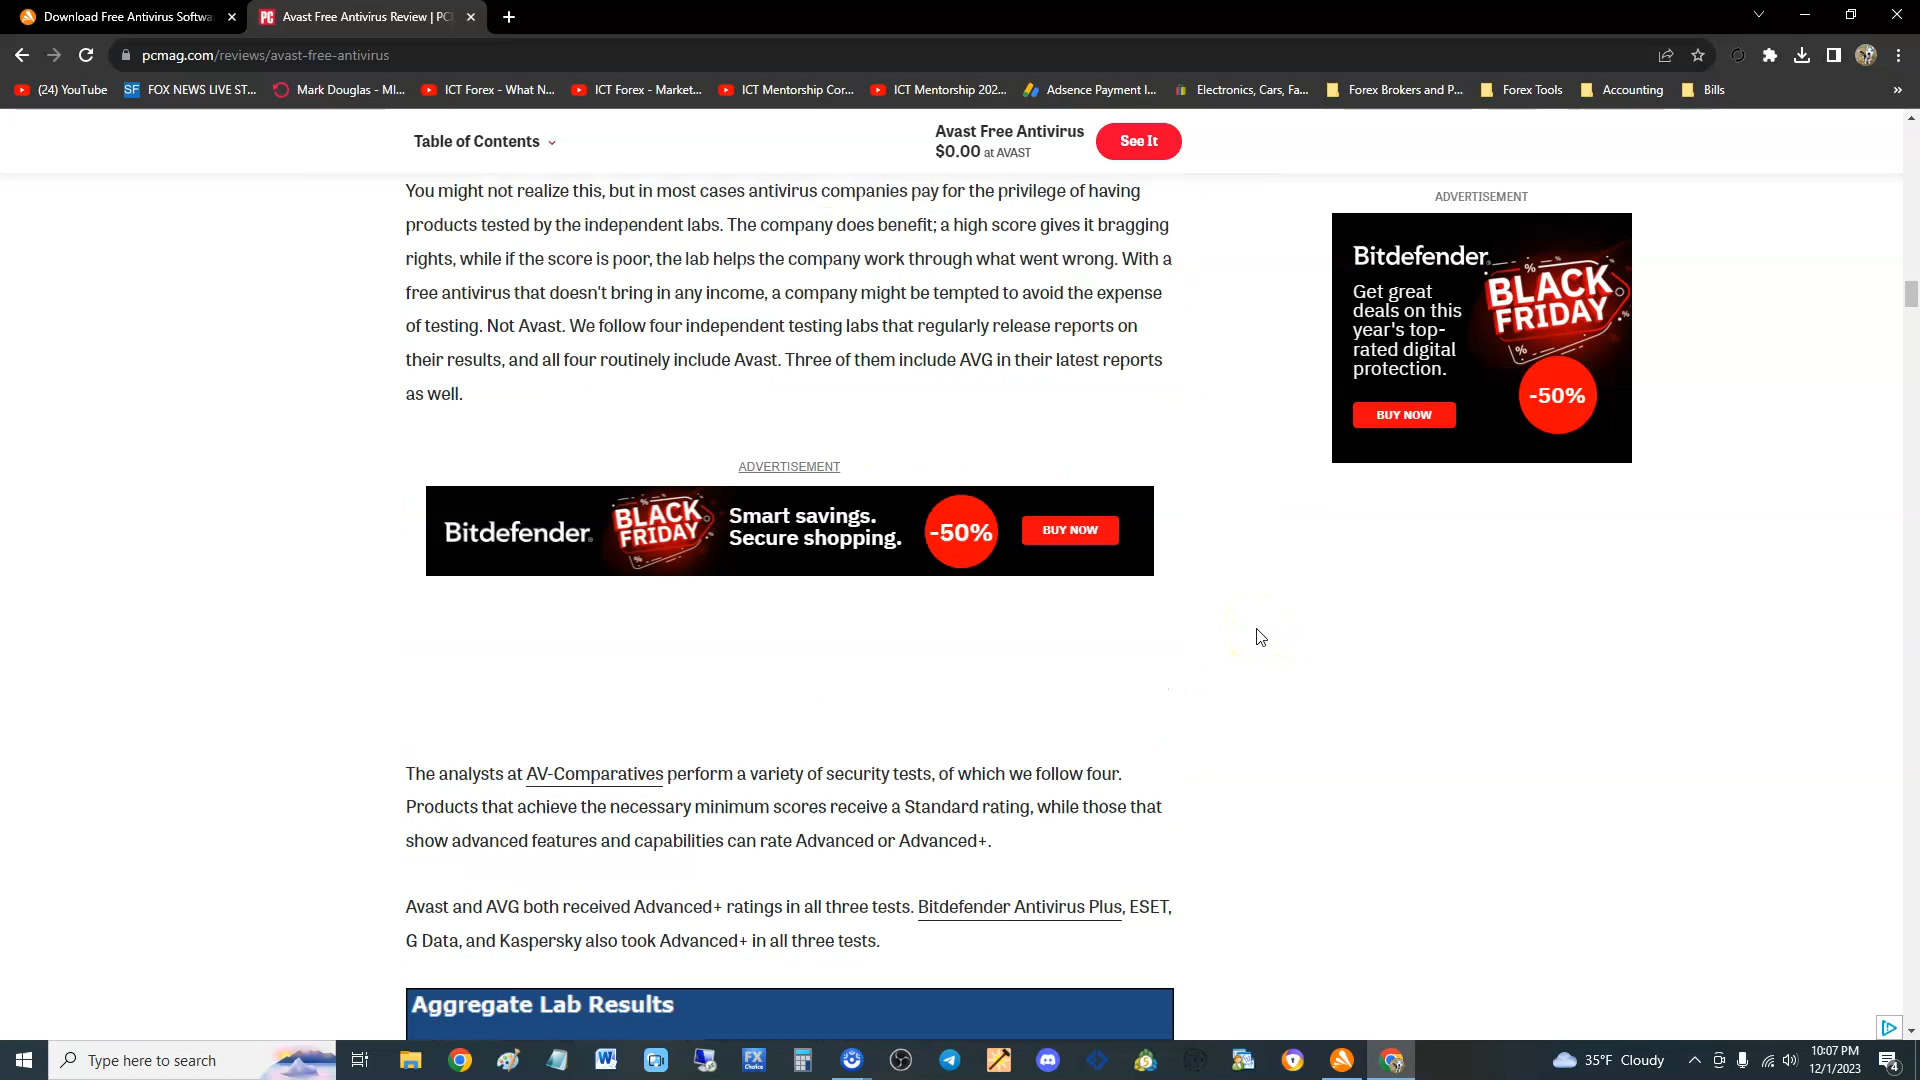 Download Free Antivirus Softwa
Avast Free Antivirus Review | PC
pcmag.com/reviews/avast-free-antivirus
(24) YouTube
FOX NEWS LIVE ST...
Mark Douglas - MI...
ICT Forex - What N...
ICT Forex - Market...
ICT Mentorship Cor...
ICT Mentorship 202...
Adsence Payment I...
Electronics, Cars, Fa...
Forex Brokers and P...
Forex Tools
Accounting
Bills
Table of Contents
Avast Free Antivirus
$0.00 at AVAST
See It
You might not realize this, but in most cases antivirus companies pay for the privilege of having
products tested by the independent labs. The company does benefit; a high score gives it bragging
rights, while if the score is poor, the lab helps the company work through what went wrong. With a
free antivirus that doesn't bring in any income, a company might be tempted to avoid the expense
of testing. Not Avast. We follow four independent testing labs that regularly release reports on
their results, and all four routinely include Avast. Three of them include AVG in their latest reports
as well.
ADVERTISEMENT
Bitdefender
BLACK
FRIDAY
Get great
deals on this
year's top-
rated digital
protection.
-50%
BUY NOW
ADVERTISEMENT
Bitdefender
BLACK
FRIDAY
Smart savings.
Secure shopping.
-50%
BUY NOW
The analysts at AV-Comparatives perform a variety of security tests, of which we follow four.
Products that achieve the necessary minimum scores receive a Standard rating, while those that
show advanced features and capabilities can rate Advanced or Advanced+.
Avast and AVG both received Advanced+ ratings in all three tests. Bitdefender Antivirus Plus, ESET,
G Data, and Kaspersky also took Advanced+ in all three tests.
Aggregate Lab Results
Type here to search
35°F Cloudy
10:07 PM
12/1/2023
4